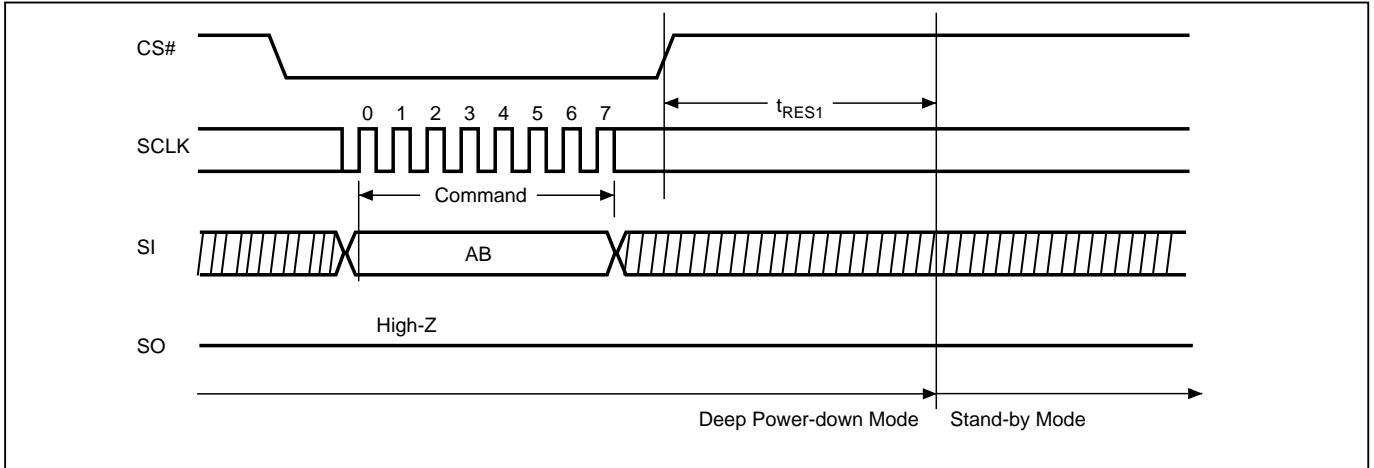 CS#
tRES1
0 1 2 3 4 5 6 7
SCLK
Command
SI
AB
High-Z
SO
Deep Power-down Mode Stand-by Mode